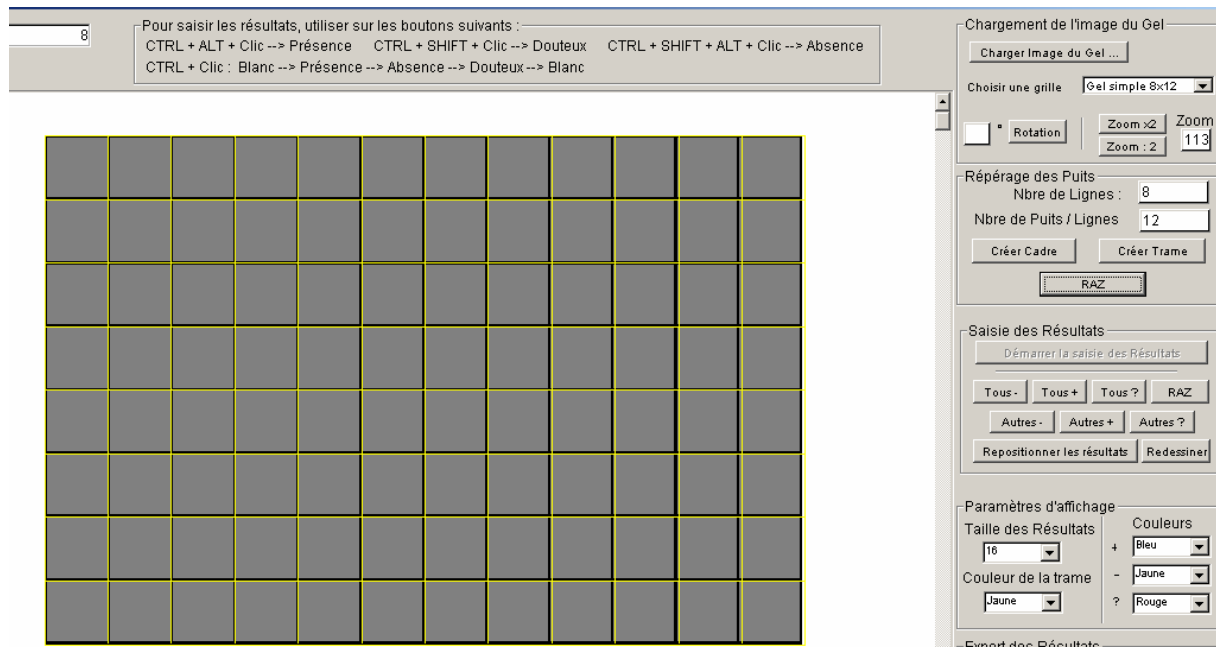 8
Pour saisir les résultats, utiliser sur les boutons suivants :
CTRL + ALT + Clic --> Présence CTRL + SHIFT + Clic --> Douteux CTRL + SHIFT + ALT + Clic --> Absence
CTRL + Clic : Blanc --> Présence --> Absence --> Douteux --> Blanc
Chargement de l'image du Gel
Charger Image du Gel ...
Choisir une grille Gel simple 8x12
° Rotation
Zoom x2
Zoom : 2
Zoom
113
Répérage des Puits
Nbre de Lignes : 8
Nbre de Puits / Lignes 12
Créer Cadre Créer Trame
RAZ
Saisie des Résultats
Démarrer la saisie des Résultats
Tous - Tous + Tous ? RAZ
Autres - Autres + Autres ?
Repositionner les résultats Redessiner
Paramètres d'affichage
Taille des Résultats
16
Couleur de la trame
Jaune
Couleurs
+ Bleu
- Jaune
? Rouge
Export des Résultats